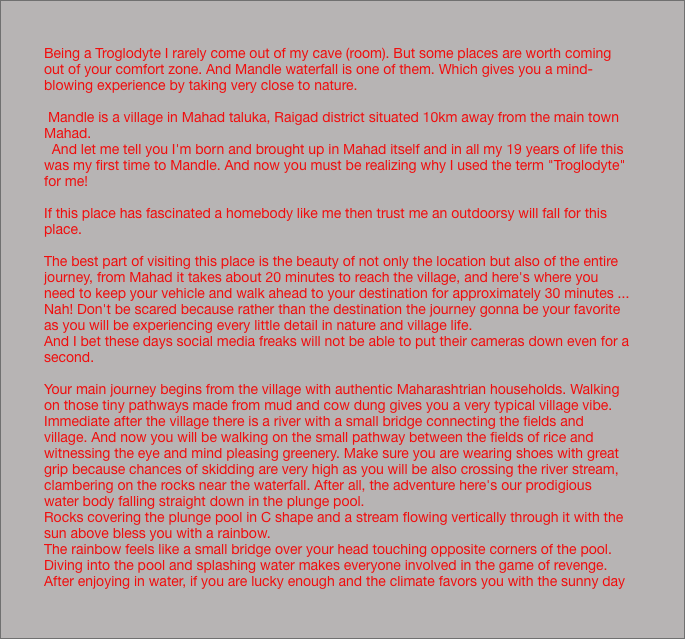 Being a Troglodyte I rarely come out of my cave (room). But some places are worth coming
out of your comfort zone. And Mandle waterfall is one of them. Which gives you a mind-
blowing experience by taking very close to nature.
Mandle is a village in Mahad taluka, Raigad district situated 10km away from the main town
Mahad.
And let me tell you I'm born and brought up in Mahad itself and in all my 19 years of life this
was my first time to Mandle. And now you must be realizing why I used the term "Troglodyte"
for me!
If this place has fascinated a homebody like me then trust me an outdoorsy will fall for this
place.
The best part of visiting this place is the beauty of not only the location but also of the entire
journey, from Mahad it takes about 20 minutes to reach the village, and here's where you
need to keep your vehicle and walk ahead to your destination for approximately 30 minutes ...
Nah! Don't be scared because rather than the destination the journey gonna be your favorite
as you will be experiencing every little detail in nature and village life.
And I bet these days social media freaks will not be able to put their cameras down even for a
second.
Your main journey begins from the village with authentic Maharashtrian households. Walking
on those tiny pathways made from mud and cow dung gives you a very typical village vibe.
Immediate after the village there is a river with a small bridge connecting the fields and
village. And now you will be walking on the small pathway between the fields of rice and
witnessing the eye and mind pleasing greenery. Make sure you are wearing shoes with great
grip because chances of skidding are very high as you will be also crossing the river stream,
clambering on the rocks near the waterfall. After all, the adventure here's our prodigious
water body falling straight down in the plunge pool.
Rocks covering the plunge pool in C shape and a stream flowing vertically through it with the
sun above bless you with a rainbow.
The rainbow feels like a small bridge over your head touching opposite corners of the pool.
Diving into the pool and splashing water makes everyone involved in the game of revenge.
After enjoying in water, if you are lucky enough and the climate favors you with the sunny day